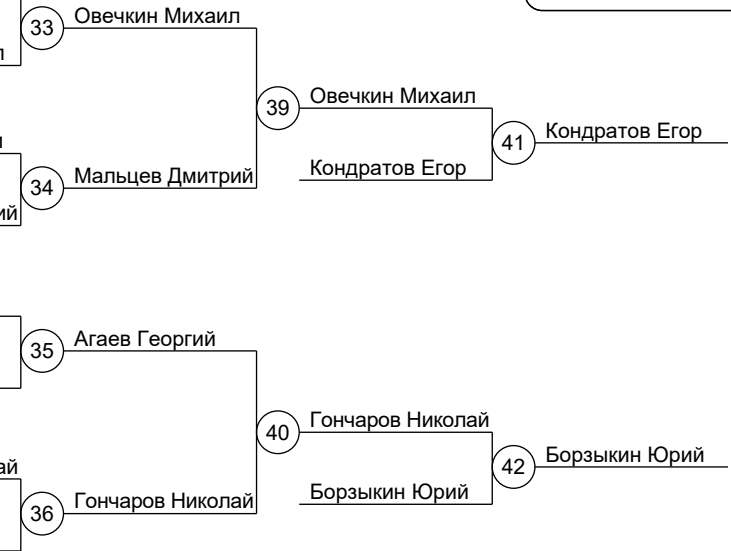 Овечкин Михаил
33
Овечкин Михаил
39
Кондратов Егор
41
Кондратов Егор
34
Мальцев Дмитрий
Агаев Георгий
35
Гончаров Николай
40
Борзыкин Юрий
42
Борзыкин Юрий
Гончаров Николай
36